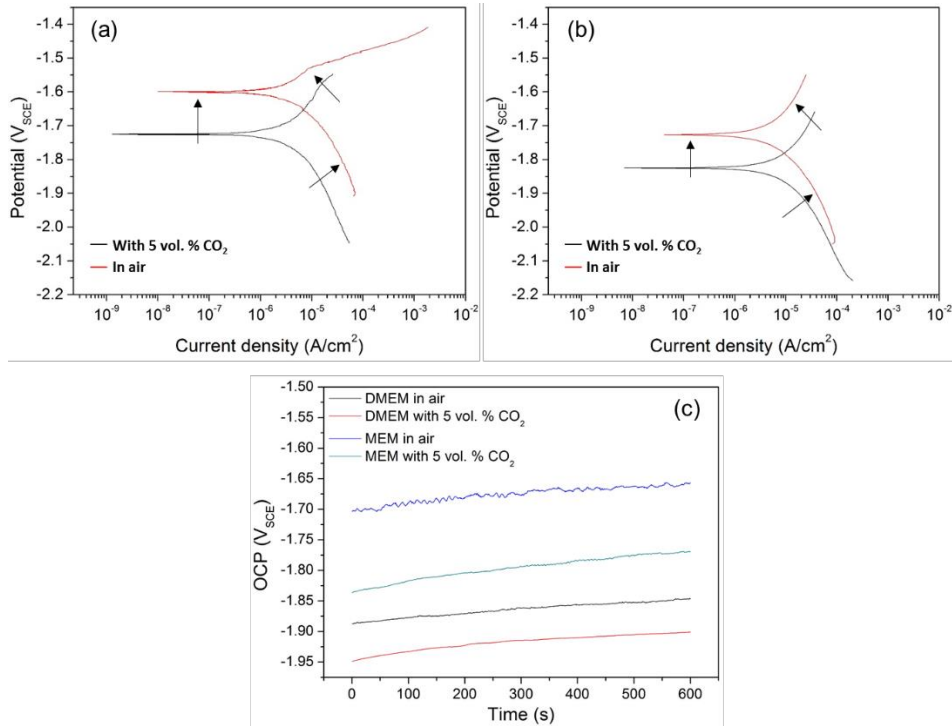 (a)
-1.4
-1.5
-1.6
-1.7
-1.8
-1.9
-2.0
-2.1
-2.2
Potential (V_SCE)
With 5 vol. % CO₂
In air
10⁻⁹ 10⁻⁸ 10⁻⁷ 10⁻⁶ 10⁻⁵ 10⁻⁴ 10⁻³ 10⁻²
Current density (A/cm²)
(b)
-1.4
-1.5
-1.6
-1.7
-1.8
-1.9
-2.0
-2.1
-2.2
Potential (V_SCE)
With 5 vol. % CO₂
In air
10⁻⁹ 10⁻⁸ 10⁻⁷ 10⁻⁶ 10⁻⁵ 10⁻⁴ 10⁻³ 10⁻²
Current density (A/cm²)
(c)
-1.50
-1.55
-1.60
-1.65
-1.70
-1.75
-1.80
-1.85
-1.90
-1.95
OCP (V_SCE)
DMEM in air
DMEM with 5 vol. % CO₂
MEM in air
MEM with 5 vol. % CO₂
0 100 200 300 400 500 600
Time (s)